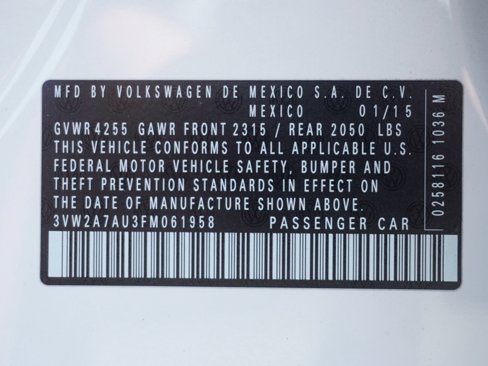 MFD BY VOLKSWAGEN DE MEXICO S.A. DE C.V.
MEXICO 01/15
GVWR 4255 GAWR FRONT 2315 / REAR 2050 LBS
THIS VEHICLE CONFORMS TO ALL APPLICABLE U.S.
FEDERAL MOTOR VEHICLE SAFETY, BUMPER AND
THEFT PREVENTION STANDARDS IN EFFECT ON
THE DATE OF MANUFACTURE SHOWN ABOVE.
3VW2A7AU3FM061958 PASSENGER CAR
0258116 1036 M